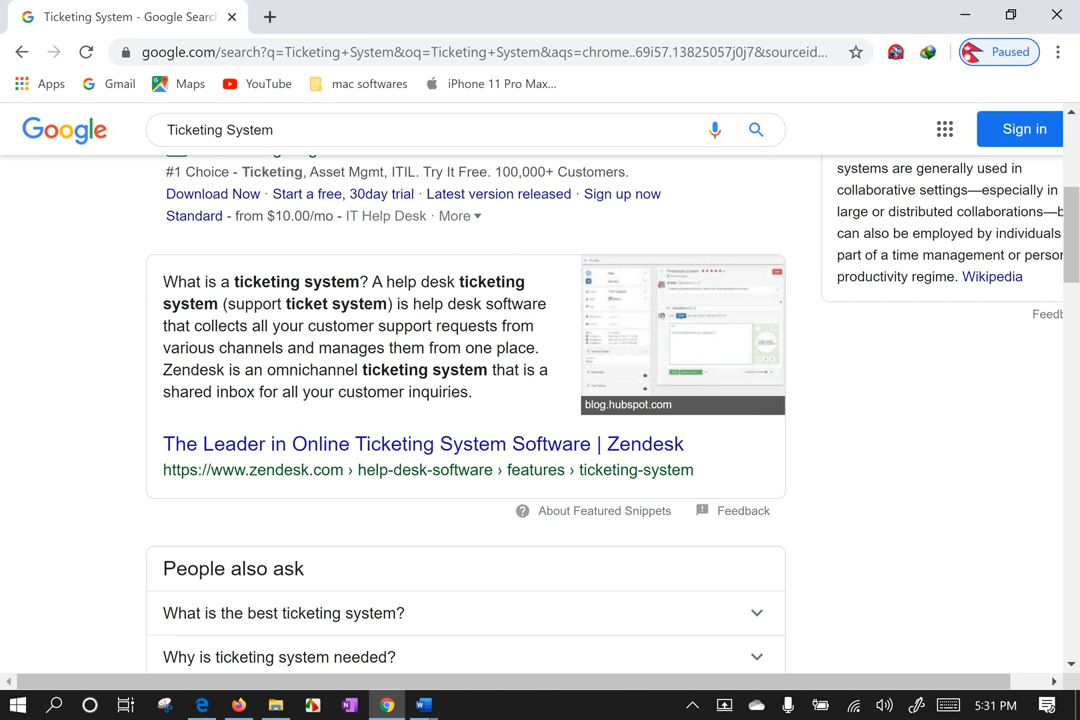 Ticketing System - Google Searc
google.com/search?q=Ticketing+System&oq=Ticketing+System&aqs=chrome..69i57.13825057j0j7&sourceid...
Paused
Apps
Gmail
Maps
YouTube
mac softwares
iPhone 11 Pro Max...
Google
Ticketing System
Sign in
#1 Choice - Ticketing, Asset Mgmt, ITIL. Try It Free. 100,000+ Customers.
Download Now · Start a free, 30day trial · Latest version released · Sign up now
Standard - from $10.00/mo - IT Help Desk · More ▾
What is a ticketing system? A help desk ticketing
system (support ticket system) is help desk software
that collects all your customer support requests from
various channels and manages them from one place.
Zendesk is an omnichannel ticketing system that is a
shared inbox for all your customer inquiries.
blog.hubspot.com
The Leader in Online Ticketing System Software | Zendesk
https://www.zendesk.com › help-desk-software › features › ticketing-system
About Featured Snippets
Feedback
People also ask
What is the best ticketing system?
Why is ticketing system needed?
systems are generally used in
collaborative settings—especially in
large or distributed collaborations—b
can also be employed by individuals
part of a time management or persor
productivity regime. Wikipedia
Feedb
5:31 PM